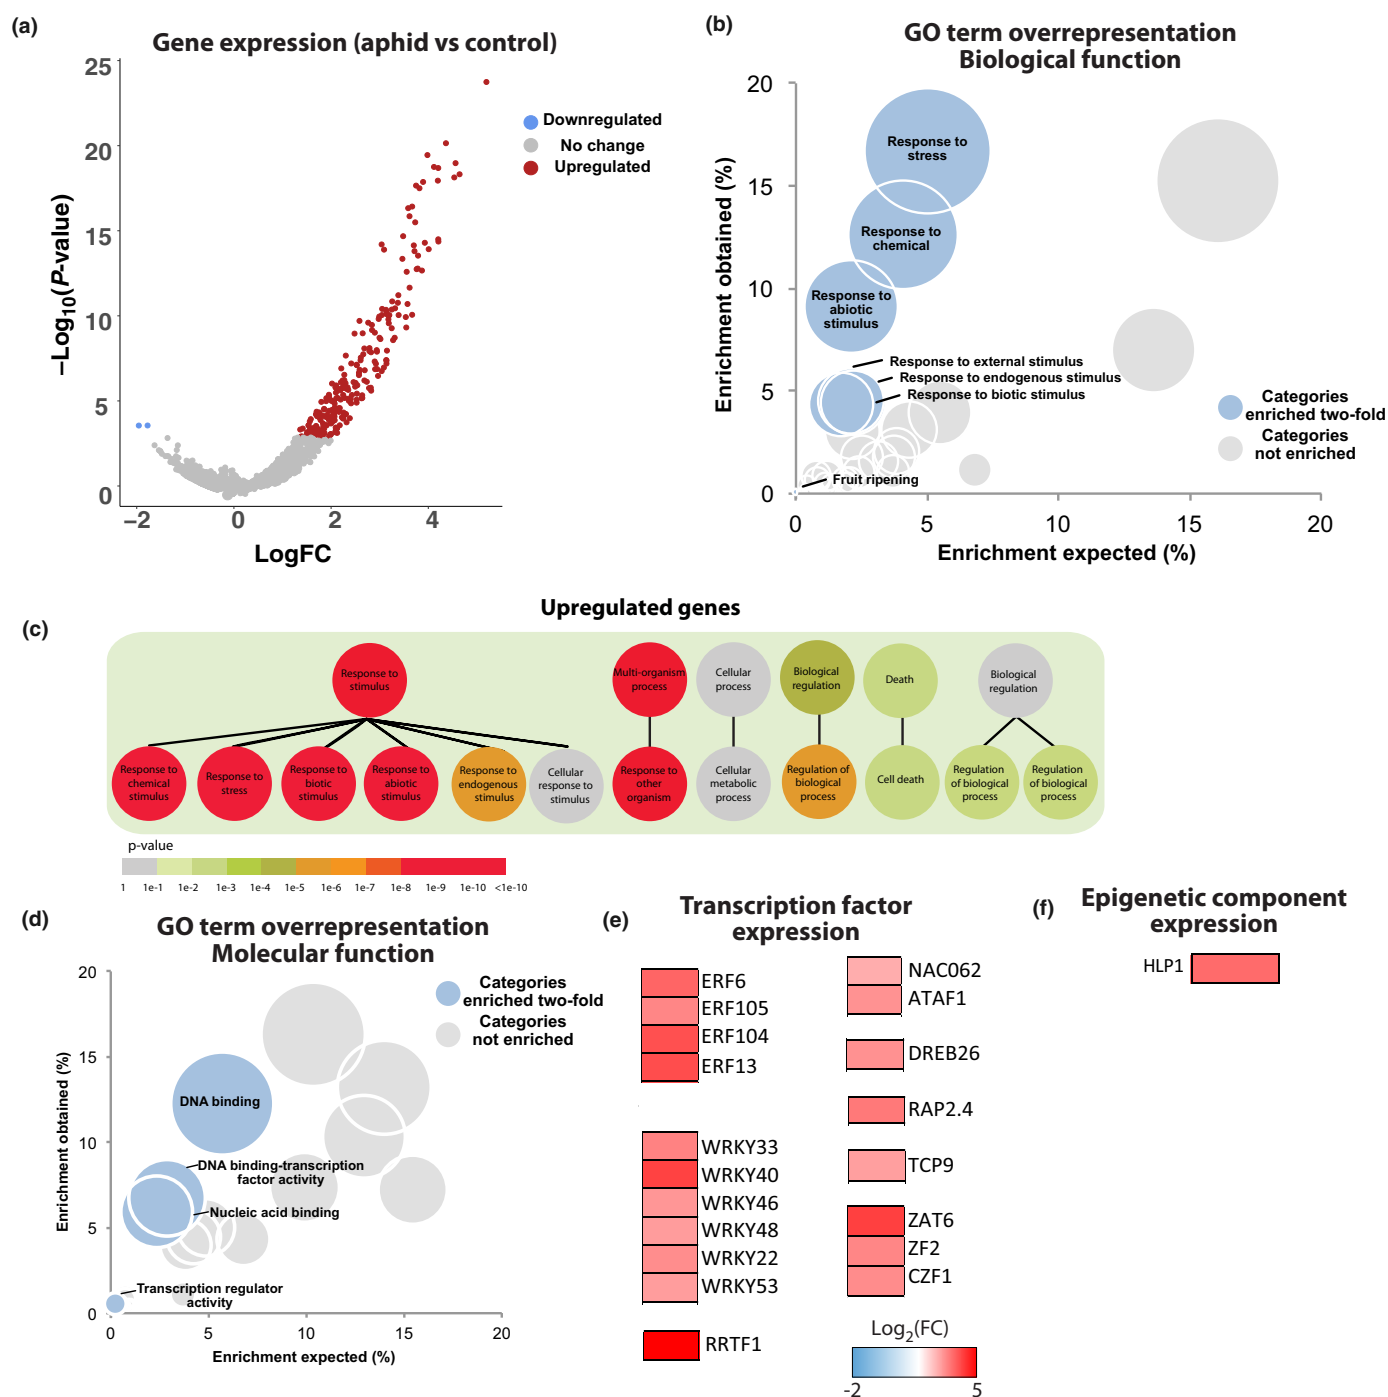 (a)
Gene expression (aphid vs control)
25
20
15
10
5
0
−2
0
2
4
−Log10(P-value)
LogFC
Downregulated
No change
Upregulated
(b)
GO term overrepresentation
Biological function
20
15
10
5
0
0
5
10
15
20
Enrichment obtained (%)
Enrichment expected (%)
Response to
stress
Response to
chemical
Response to
abiotic
stimulus
Response to external stimulus
Response to endogenous stimulus
Response to biotic stimulus
Fruit ripening
Categories
enriched two-fold
Categories
not enriched
(c)
Upregulated genes
Response to
stimulus
Multi-organism
process
Cellular
process
Biological
regulation
Death
Biological
regulation
Response to
chemical
stimulus
Response to
stress
Response to
biotic
stimulus
Response to
abiotic
stimulus
Response to
endogenous
stimulus
Cellular
response to
stimulus
Response to
other
organism
Cellular
metabolic
process
Regulation of
biological
process
Cell death
Regulation
of biological
process
Regulation
of biological
process
p-value
1 1e-1 1e-2 1e-3 1e-4 1e-5 1e-6 1e-7 1e-8 1e-9 1e-10 <1e-10
(d)
GO term overrepresentation
Molecular function
20
15
10
5
0
0
5
10
15
20
Enrichment obtained (%)
Enrichment expected (%)
Categories
enriched two-fold
Categories
not enriched
DNA binding
DNA binding-transcription
factor activity
Nucleic acid binding
Transcription regulator
activity
(e)
Transcription factor
expression
ERF6
ERF105
ERF104
ERF13
WRKY33
WRKY40
WRKY46
WRKY48
WRKY22
WRKY53
RRTF1
NAC062
ATAF1
DREB26
RAP2.4
TCP9
ZAT6
ZF2
CZF1
Log2(FC)
-2
5
(f)
Epigenetic component
expression
HLP1